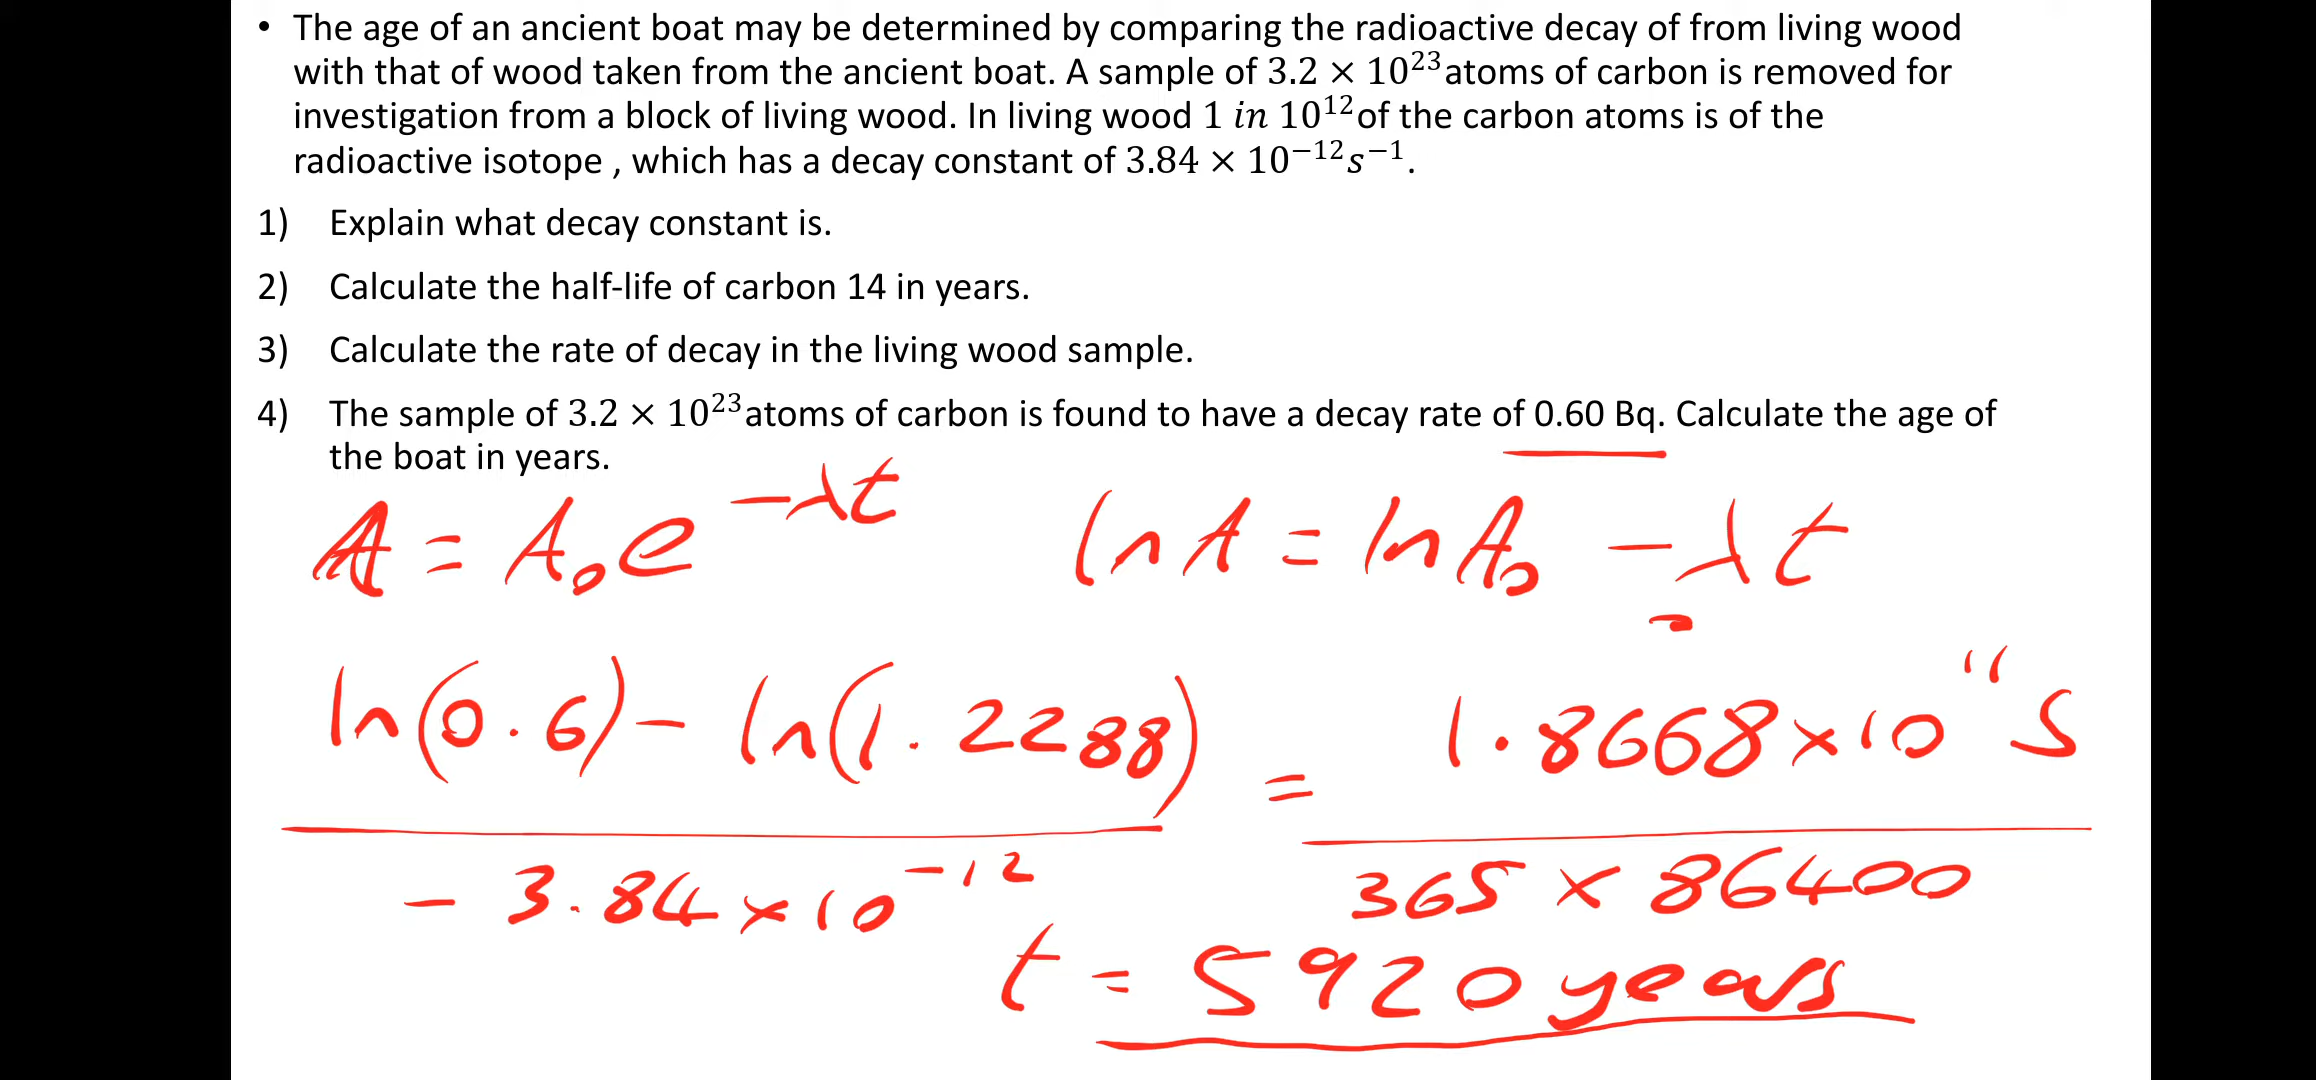 • The age of an ancient boat may be determined by comparing the radioactive decay of from living wood
with that of wood taken from the ancient boat. A sample of 3.2 × 10²³ atoms of carbon is removed for
investigation from a block of living wood. In living wood 1 in 10¹² of the carbon atoms is of the
radioactive isotope , which has a decay constant of 3.84 × 10⁻¹²s⁻¹.
1) Explain what decay constant is.
2) Calculate the half-life of carbon 14 in years.
3) Calculate the rate of decay in the living wood sample.
4) The sample of 3.2 × 10²³ atoms of carbon is found to have a decay rate of 0.60 Bq. Calculate the age of
the boat in years.
A = A₀e^(-λt) ln A = ln A₀ - λt
ln(0.6) - ln(1.2288) = 1.8668×10¹¹ s
-3.84×10⁻¹² 365 × 86400
t = 5920 years